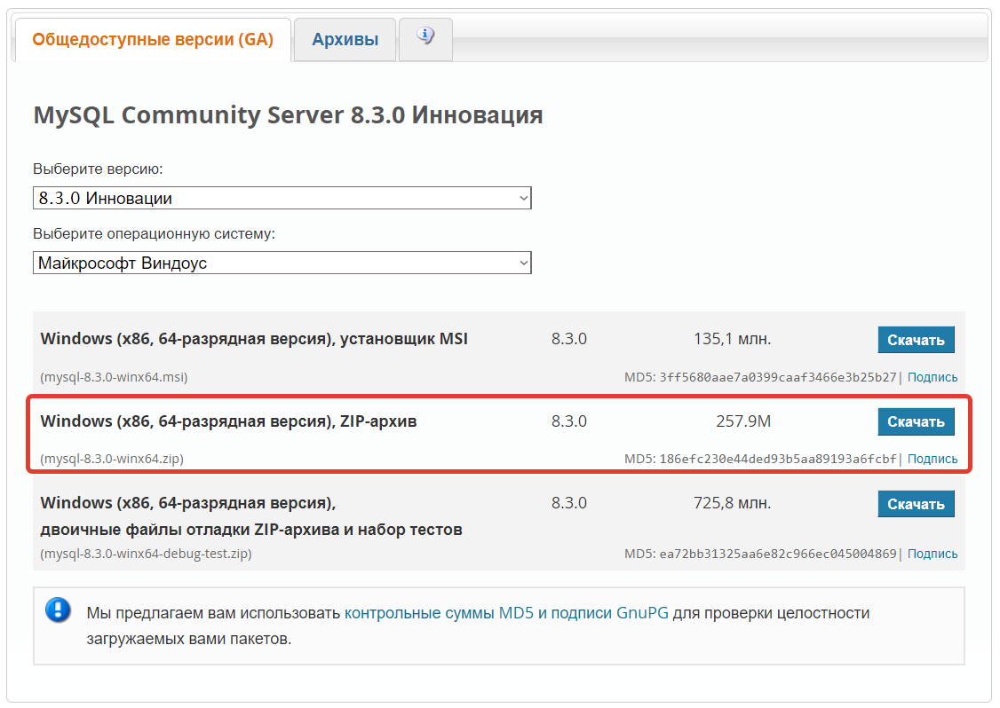 Общедоступные версии (GA) Архивы
MySQL Community Server 8.3.0 Инновация
Выберите версию:
8.3.0 Инновации
Выберите операционную систему:
Майкрософт Виндоус
Windows (x86, 64-разрядная версия), установщик MSI 8.3.0 135,1 млн. Скачать
(mysql-8.3.0-winx64.msi) MD5: 3ff5680aae7a0399caaf3466e3b25b27 | Подпись
Windows (x86, 64-разрядная версия), ZIP-архив 8.3.0 257.9M Скачать
(mysql-8.3.0-winx64.zip) MD5: 186efc230e44ded93b5aa89193a6fcbf | Подпись
Windows (x86, 64-разрядная версия), 8.3.0 725,8 млн. Скачать
двоичные файлы отладки ZIP-архива и набор тестов
(mysql-8.3.0-winx64-debug-test.zip) MD5: ea72bb31325aa6e82c966ec045004869 | Подпись
Мы предлагаем вам использовать контрольные суммы MD5 и подписи GnuPG для проверки целостности
загружаемых вами пакетов.